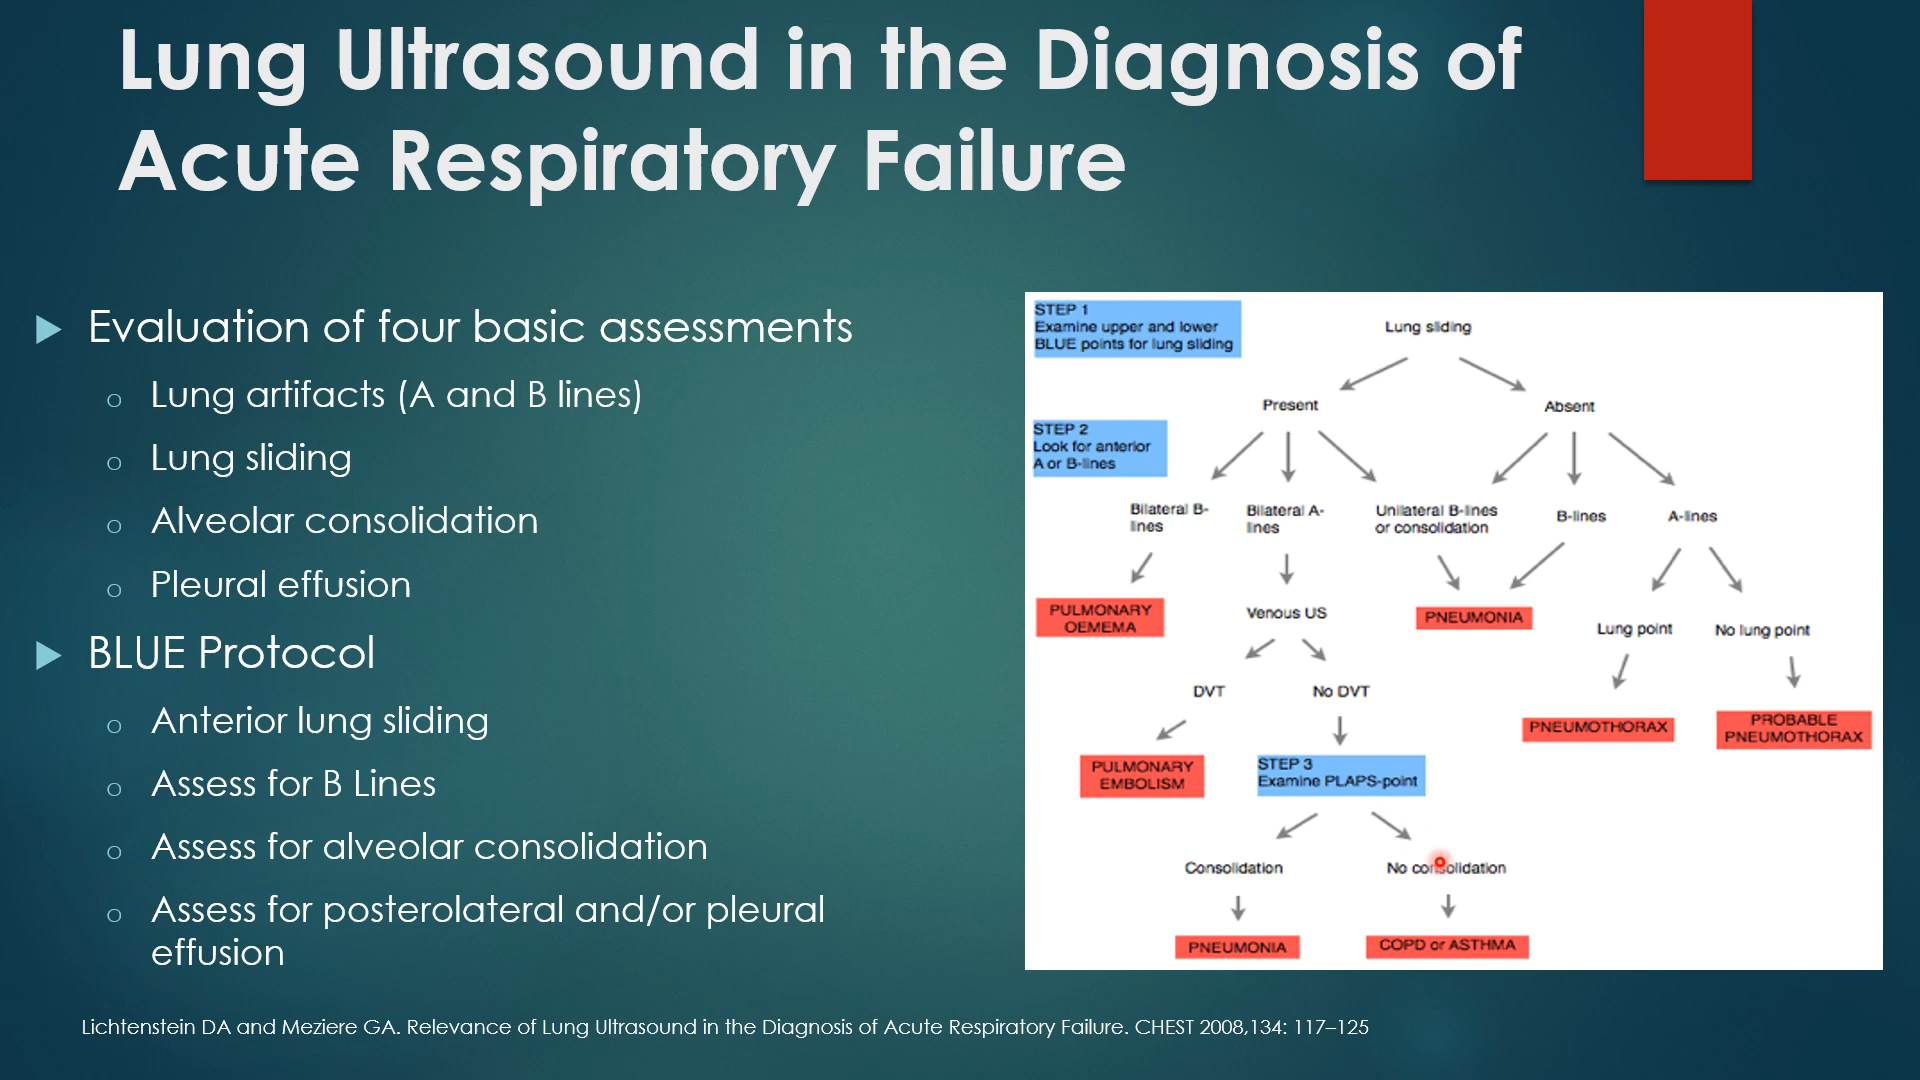 Lung Ultrasound in the Diagnosis of
Acute Respiratory Failure
Evaluation of four basic assessments
Lung artifacts (A and B lines)
Lung sliding
Alveolar consolidation
Pleural effusion
BLUE Protocol
Anterior lung sliding
Assess for B Lines
Assess for alveolar consolidation
Assess for posterolateral and/or pleural
effusion
STEP 1
Examine upper and lower
BLUE points for lung sliding
Lung sliding
Present
Absent
STEP 2
Look for anterior
A or B-lines
Bilateral B-
lines
Bilateral A-
lines
Unilateral B-lines
or consolidation
B-lines
A-lines
PULMONARY
OEMEMA
Venous US
PNEUMONIA
Lung point
No lung point
DVT
No DVT
PNEUMOTHORAX
PROBABLE
PNEUMOTHORAX
PULMONARY
EMBOLISM
STEP 3
Examine PLAPS-point
Consolidation
No consolidation
PNEUMONIA
COPD or ASTHMA
Lichtenstein DA and Meziere GA. Relevance of Lung Ultrasound in the Diagnosis of Acute Respiratory Failure. CHEST 2008,134: 117–125